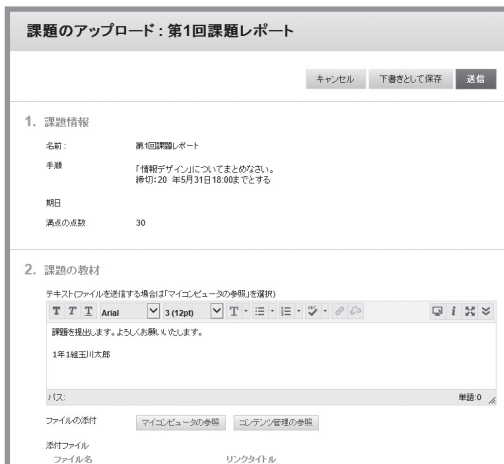 課題のアップロード：第1回課題レポート
キャンセル 下書きとして保存 送信
1. 課題情報
名前： 第1回課題レポート
手順 「情報デザイン」についてまとめなさい。
締切：20 年5月31日18:00までとする
期日
満点の点数 30
2. 課題の教材
テキスト(ファイルを送信する場合は「マイコンピュータの参照」を選択)
T T T Arial 3 (12pt) T
課題を提出します。よろしくお願いいたします。
1年1組玉川太郎
パス: 単語:0
ファイルの添付 マイコンピュータの参照 コンテンツ管理の参照
添付ファイル
ファイル名 リンクタイトル